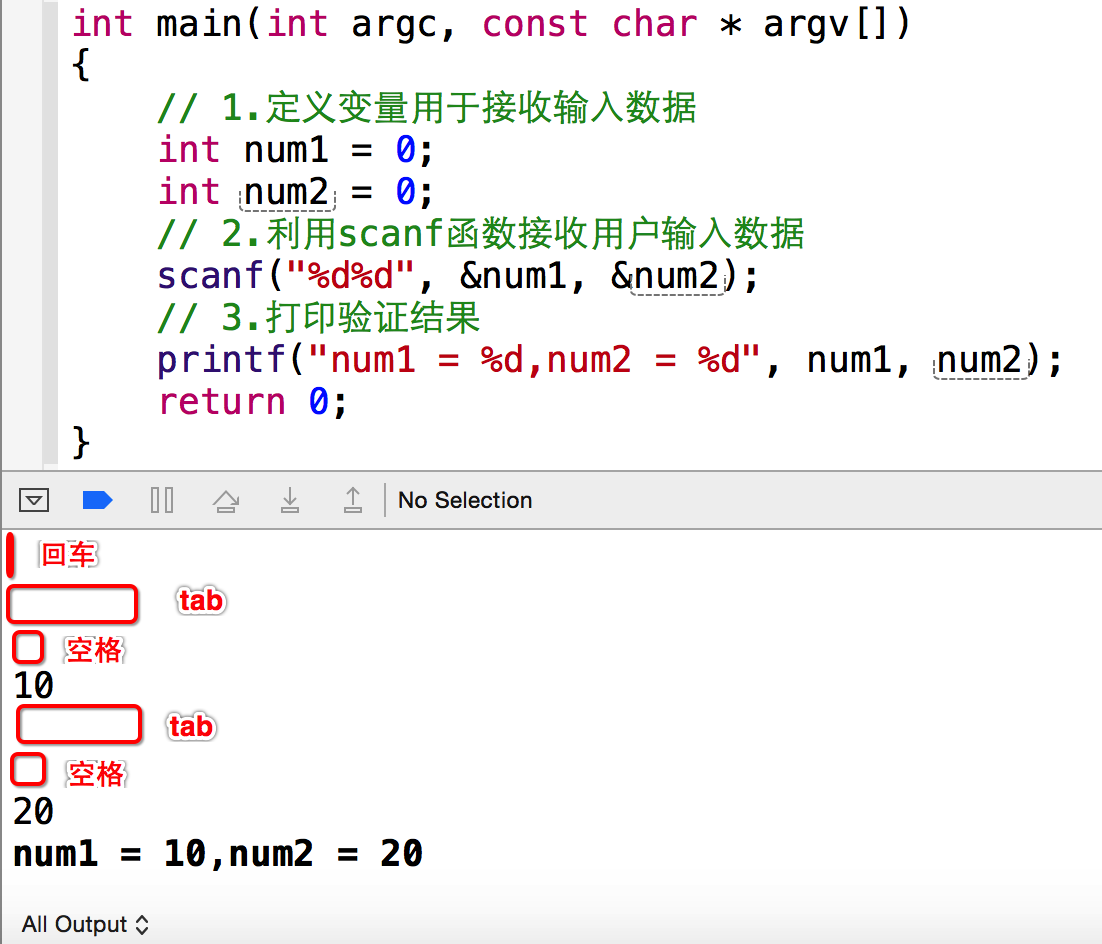 int main(int argc, const char * argv[])
{
// 1.定义变量用于接收输入数据
int num1 = 0;
int num2 = 0;
// 2.利用scanf函数接收用户输入数据
scanf("%d%d", &num1, &num2);
// 3.打印验证结果
printf("num1 = %d,num2 = %d", num1, num2);
return 0;
}
No Selection
回车
tab
空格
10
tab
空格
20
num1 = 10,num2 = 20
All Output